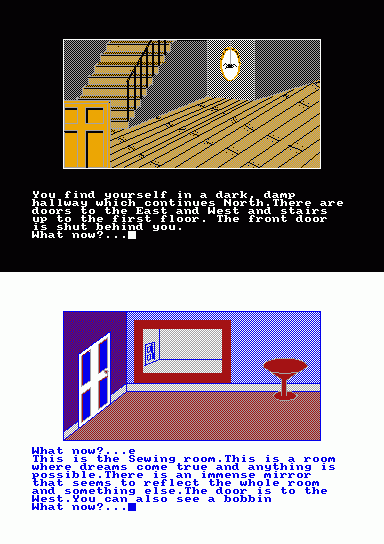 You find yourself in a dark, damp
hallway which continues North.There are
doors to the East and West and stairs
up to the first floor. The front door
is shut behind you.
What now?...
What now?...e
This is the Sewing room.This is a room
where dreams come true and anything is
possible.There is an immense mirror
that seems to reflect the whole room
and something else.The door is to the
West.You can also see a bobbin
What now?...